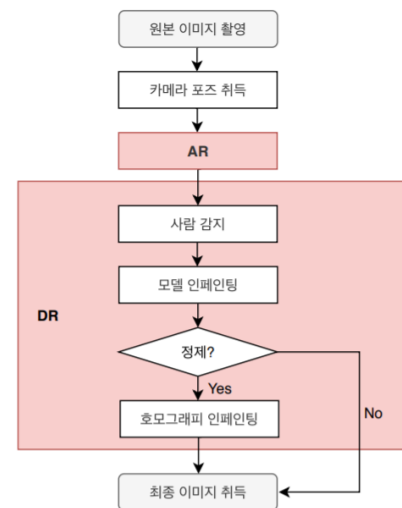 원본 이미지 촬영
카메라 포즈 취득
AR
사람 감지
모델 인페인팅
DR
정제?
Yes
호모그래피 인페인팅
No
최종 이미지 취득